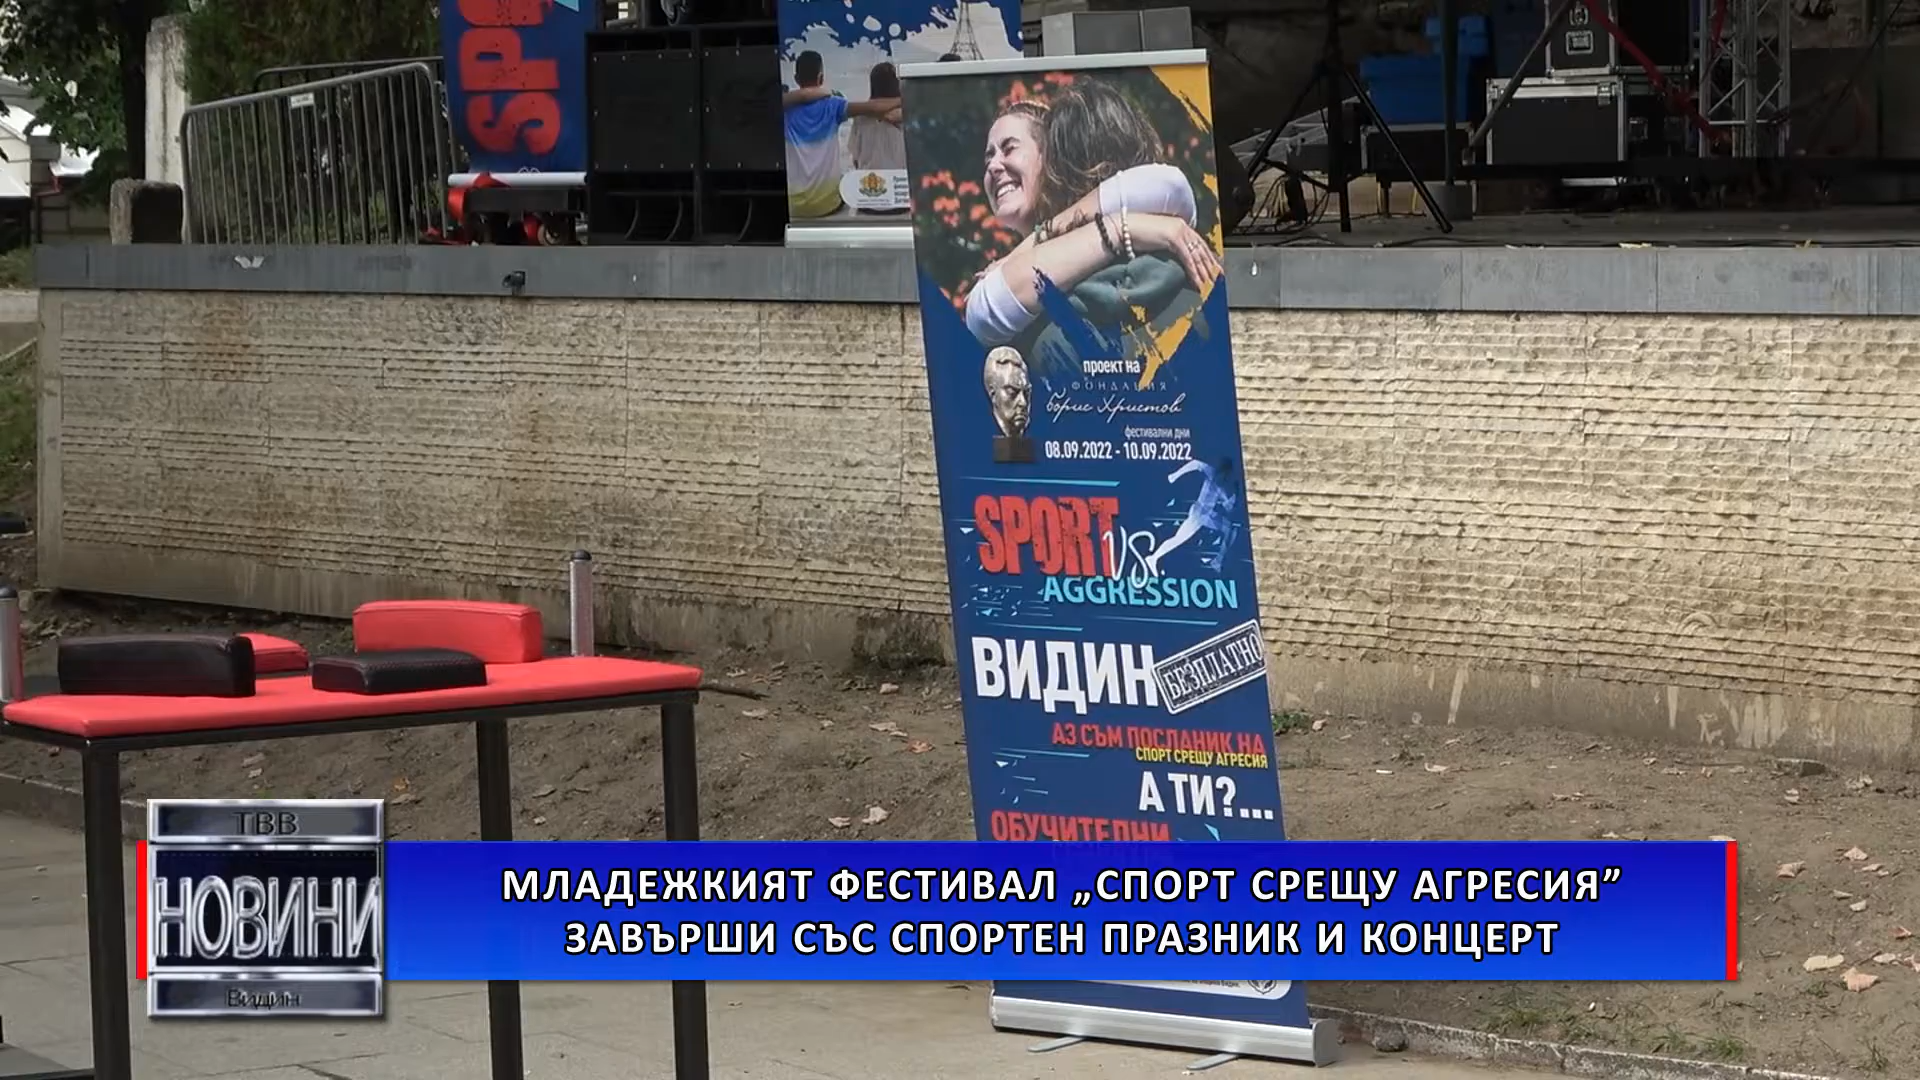 SPO
проект на
ФОНДАЦИЯ
Борис Христов
фестивални дни
08.09.2022 - 10.09.2022
SPORT
VS.
AGGRESSION
ВИДИН
БЕЗПЛАТНО
АЗ СЪМ ПОСЛАНИК НА
СПОРТ СРЕЩУ АГРЕСИЯ
А ТИ?...
ОБУЧИТЕЛНИ
ТВВ
НОВИНИ
Видин
МЛАДЕЖКИЯТ ФЕСТИВАЛ „СПОРТ СРЕЩУ АГРЕСИЯ”
ЗАВЪРШИ СЪС СПОРТЕН ПРАЗНИК И КОНЦЕРТ